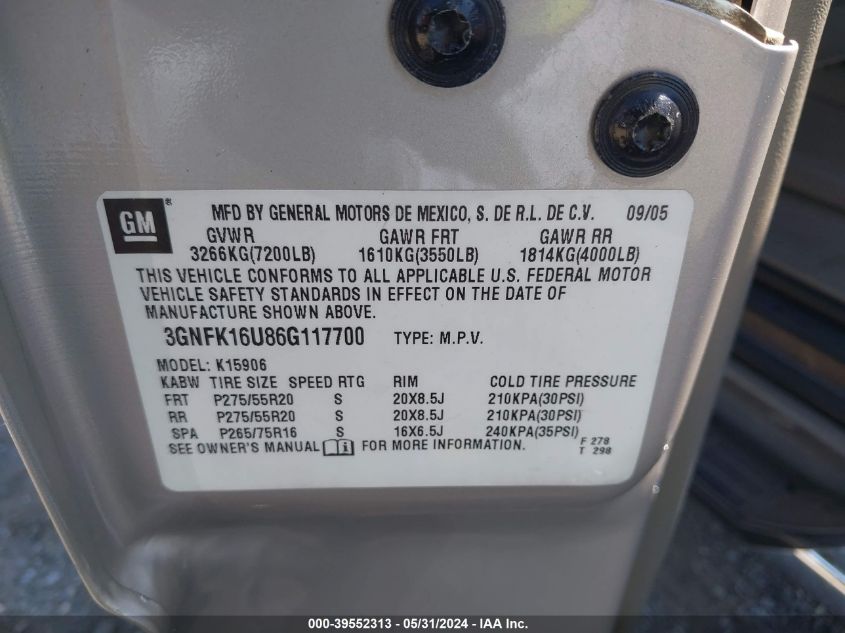 GM ® MFD BY GENERAL MOTORS DE MEXICO, S. DE R.L. DE C.V. 09/05
GVWR GAWR FRT GAWR RR
3266KG(7200LB) 1610KG(3550LB) 1814KG(4000LB)
THIS VEHICLE CONFORMS TO ALL APPLICABLE U.S. FEDERAL MOTOR
VEHICLE SAFETY STANDARDS IN EFFECT ON THE DATE OF
MANUFACTURE SHOWN ABOVE.
3GNFK16U86G117700 TYPE: M.P.V.
MODEL: K15906
KABW TIRE SIZE SPEED RTG RIM COLD TIRE PRESSURE
FRT P275/55R20 S 20X8.5J 210KPA(30PSI)
RR P275/55R20 S 20X8.5J 210KPA(30PSI)
SPA P265/75R16 S 16X6.5J 240KPA(35PSI)
SEE OWNER'S MANUAL i FOR MORE INFORMATION. F 278
T 298
000-39552313 - 05/31/2024 - IAA Inc.